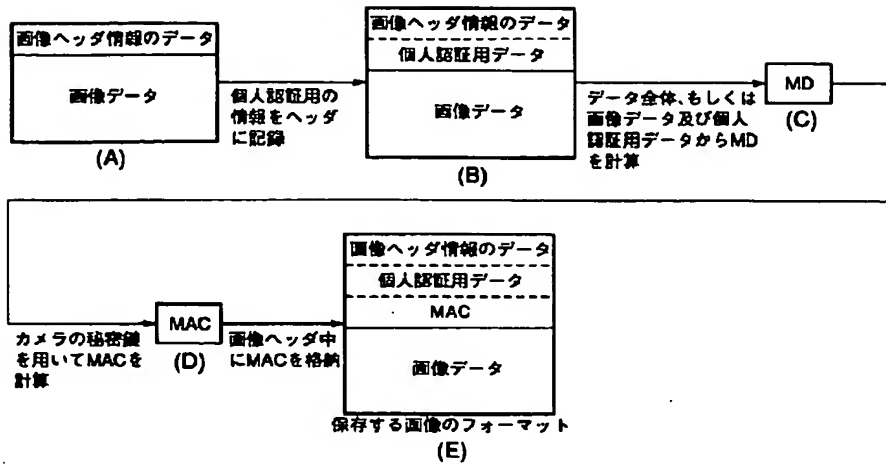 画像ヘッダ情報のデータ
画像データ
(A)
個人認証用の
情報をヘッダ
に記録
画像ヘッダ情報のデータ
個人認証用データ
画像データ
(B)
データ全体、もしくは
画像データ及び個人
認証用データからMD
を計算
MD
(C)
カメラの秘密鍵
を用いてMACを
計算
MAC
(D)
画像ヘッダ中
にMACを格納
画像ヘッダ情報のデータ
個人認証用データ
MAC
画像データ
保存する画像のフォーマット
(E)